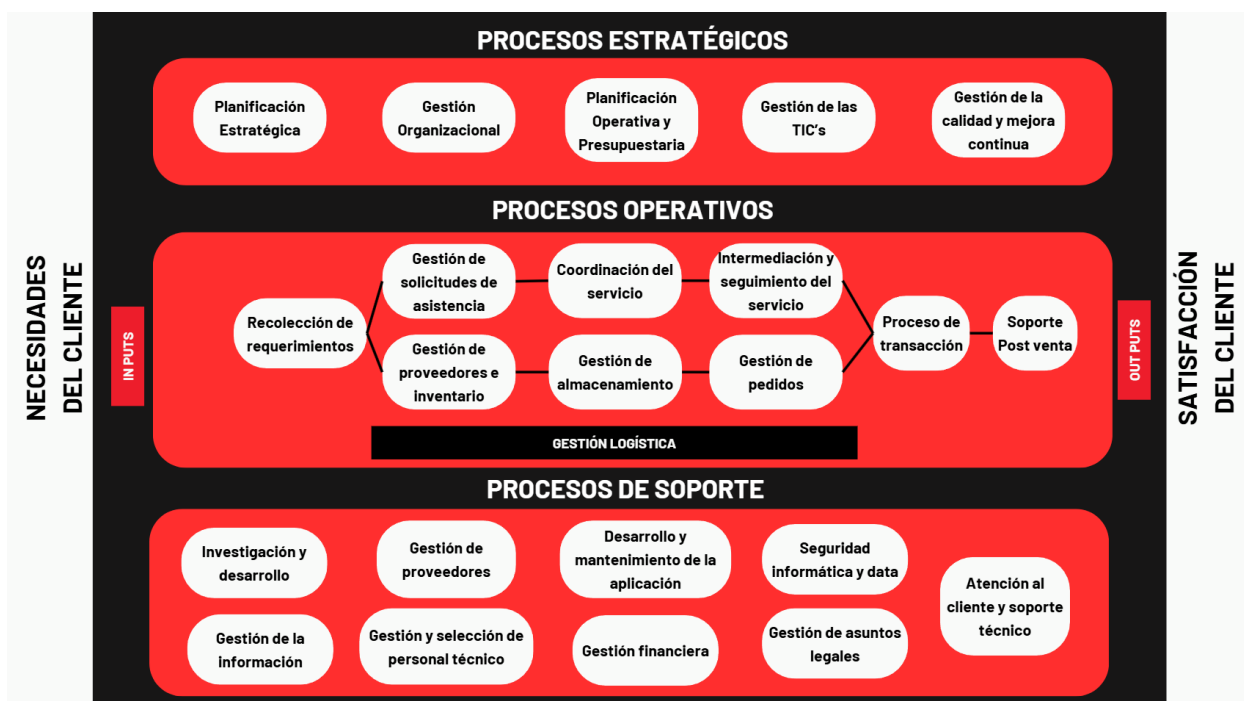 NECESIDADES
DEL CLIENTE
INPUTS
PROCESOS ESTRATÉGICOS
Planificación
Estratégica
Gestión
Organizacional
Planificación
Operativa y
Presupuestaria
Gestión de las
TIC’s
Gestión de la
calidad y mejora
continua
PROCESOS OPERATIVOS
Recolección de
requerimientos
Gestión de
solicitudes de
asistencia
Coordinación del
servicio
Intermediación y
seguimiento del
servicio
Gestión de
proveedores e
inventario
Gestión de
almacenamiento
Gestión de
pedidos
Proceso de
transacción
Soporte
Post venta
GESTIÓN LOGÍSTICA
PROCESOS DE SOPORTE
Investigación y
desarrollo
Gestión de
proveedores
Desarrollo y
mantenimiento de la
aplicación
Seguridad
informática y data
Atención al
cliente y soporte
técnico
Gestión de la
información
Gestión y selección de
personal técnico
Gestión financiera
Gestión de asuntos
legales
OUTPUTS
SATISFACCIÓN
DEL CLIENTE